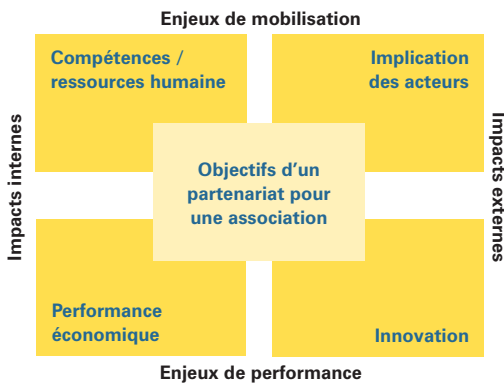 Enjeux de mobilisation
Compétences /
ressources humaine
Implication
des acteurs
Impacts internes
Objectifs d’un
partenariat pour
une association
Impacts externes
Performance
économique
Innovation
Enjeux de performance